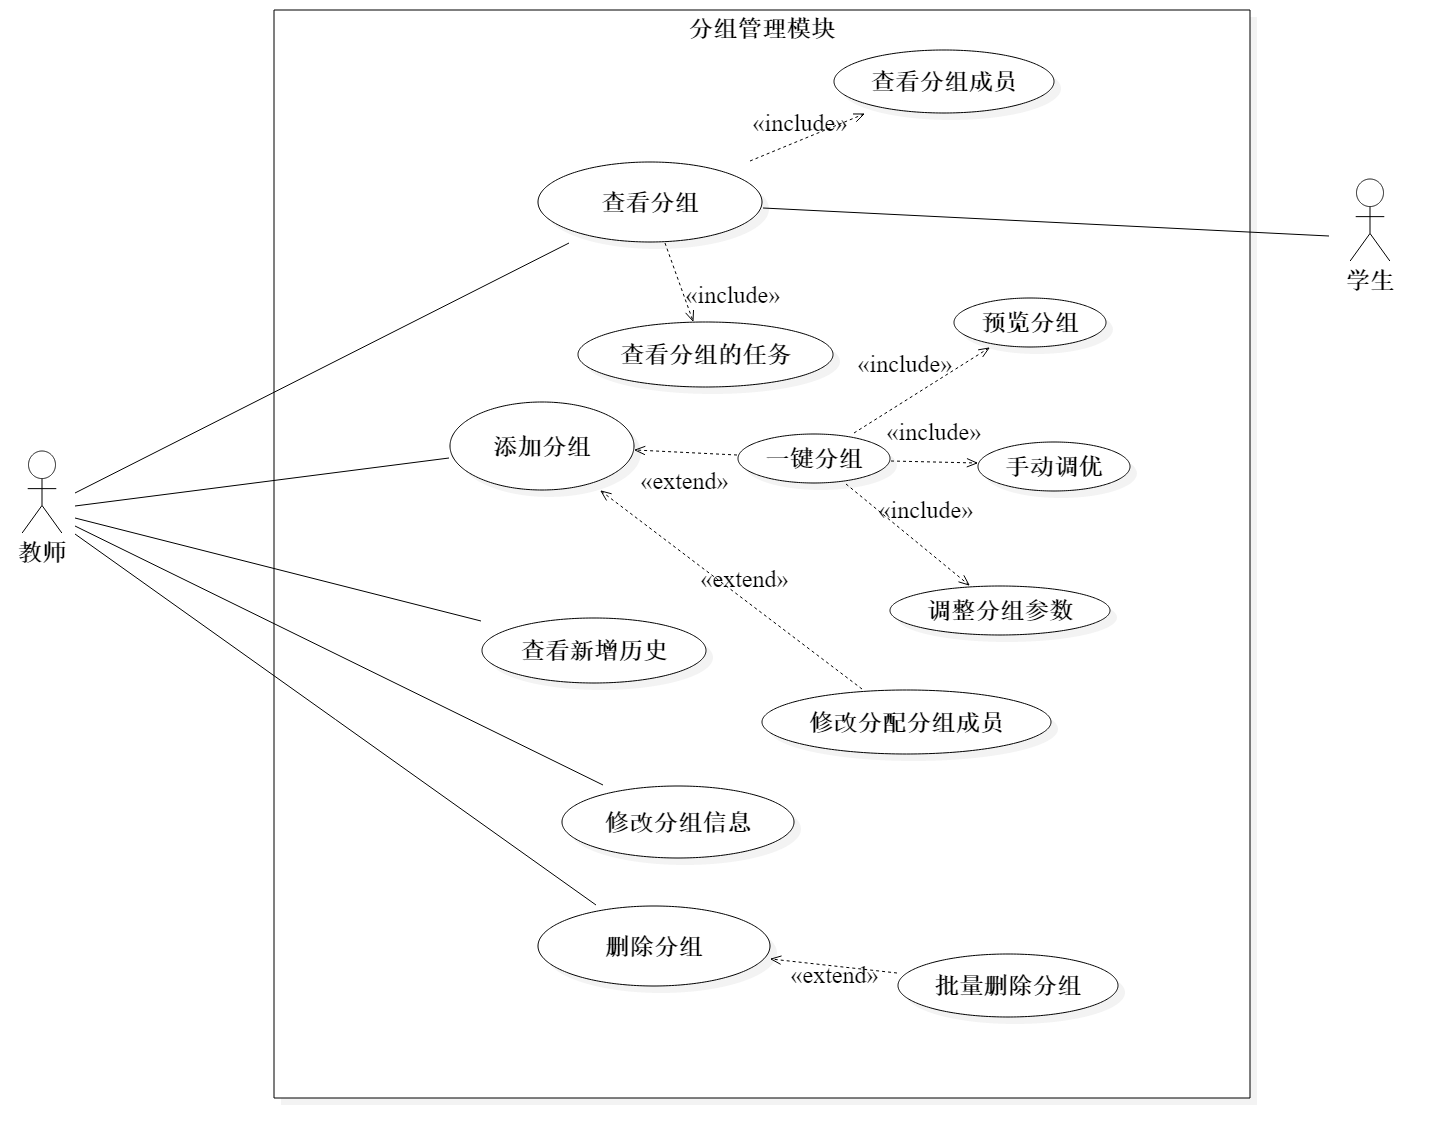 分组管理模块
查看分组成员
«include»
查看分组
学生
«include»
预览分组
查看分组的任务
«include»
添加分组
«include»
一键分组
手动调优
«extend»
«include»
教师
«extend»
调整分组参数
查看新增历史
修改分配分组成员
修改分组信息
删除分组
«extend»
批量删除分组